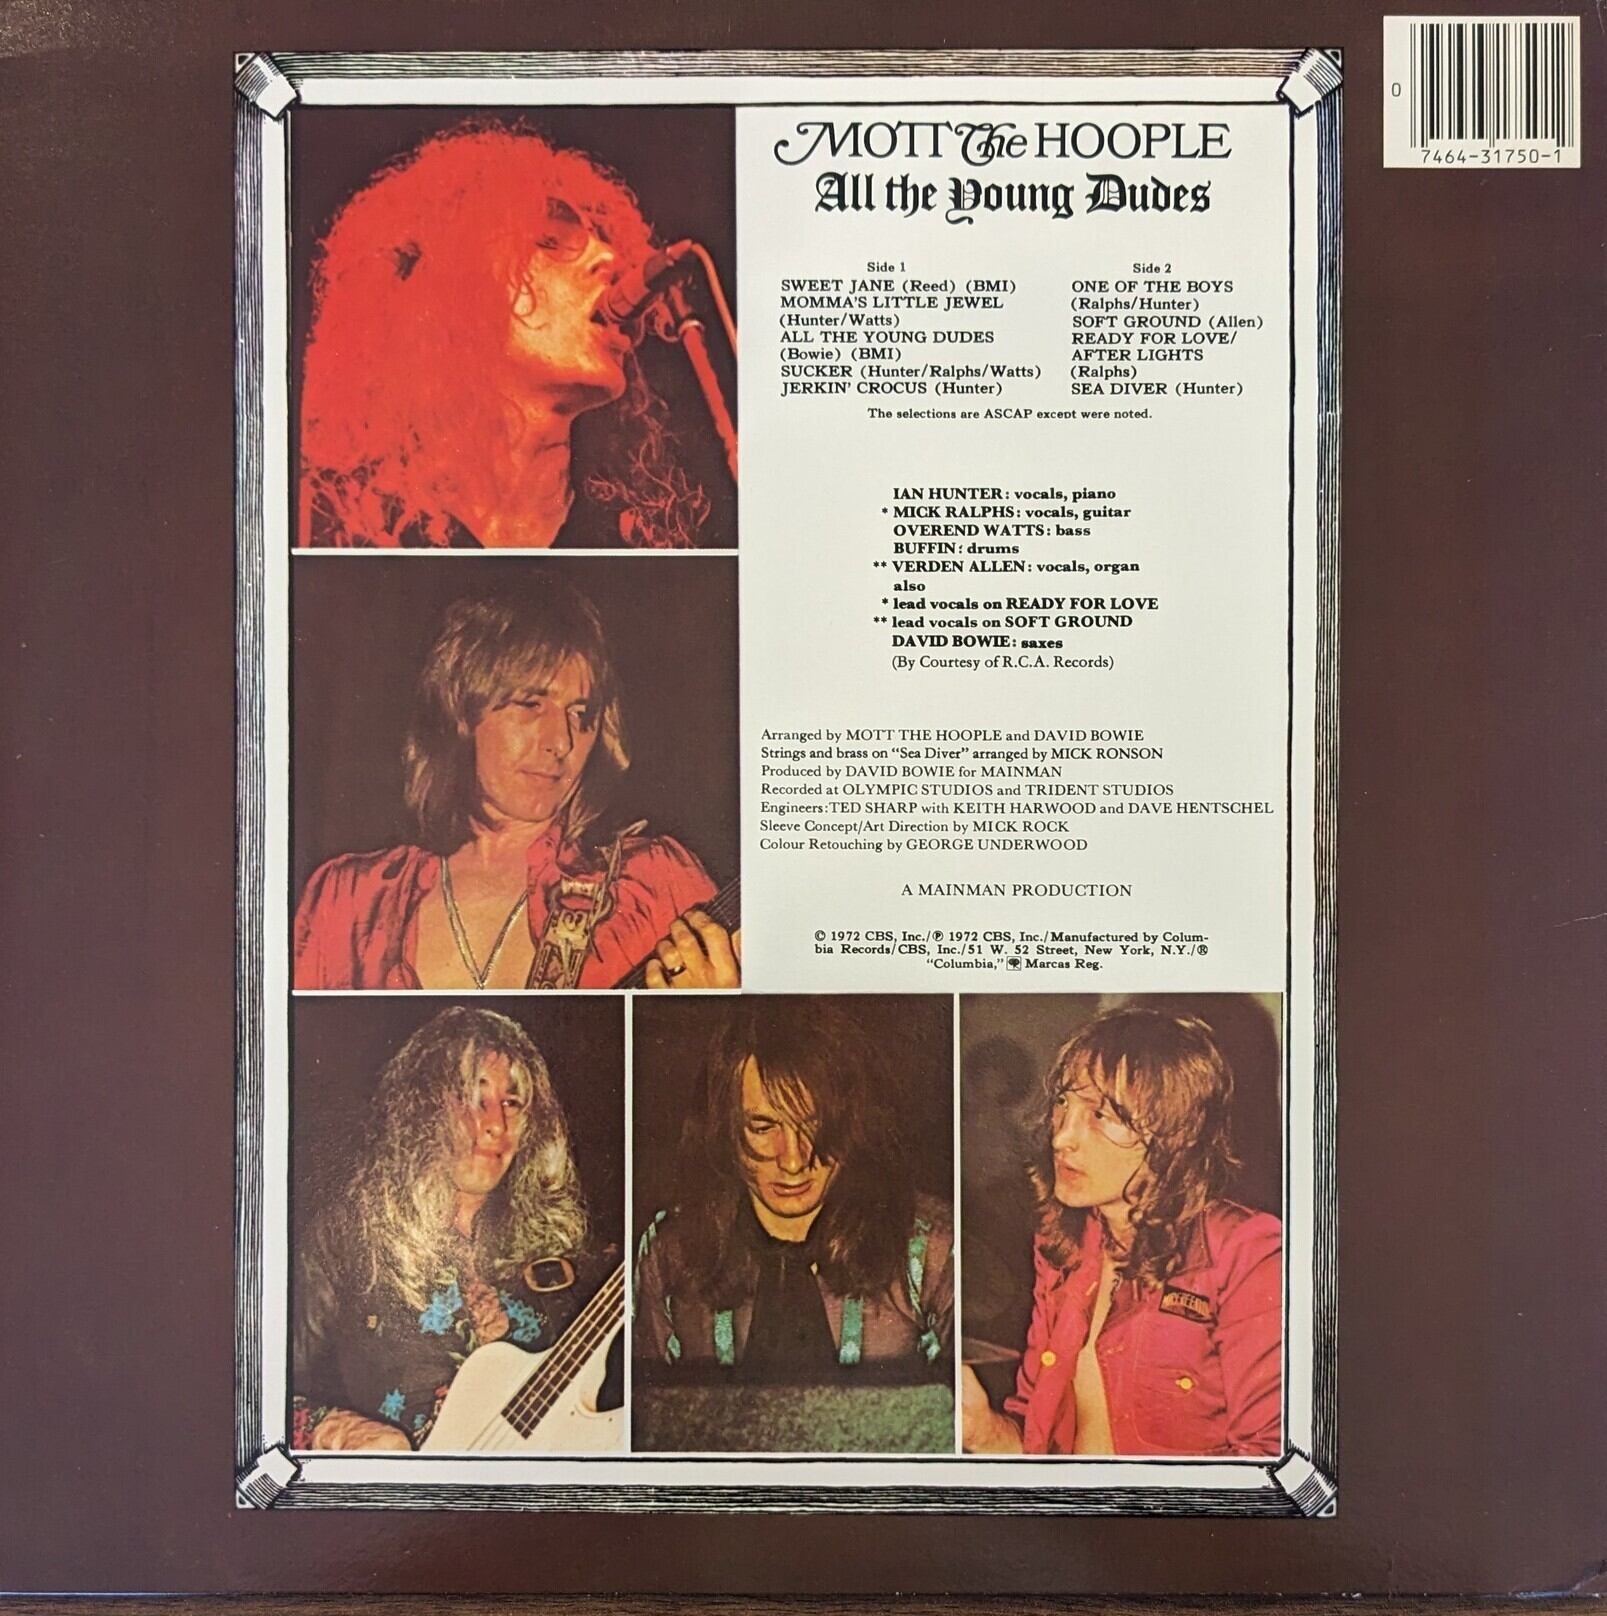 0
7464-31750-1
MOTT The HOOPLE
All the Young Dudes
Side 1
SWEET JANE (Reed) (BMI)
MOMMA'S LITTLE JEWEL
(Hunter/Watts)
ALL THE YOUNG DUDES
(Bowie) (BMI)
SUCKER (Hunter/Ralphs/Watts)
JERKIN' CROCUS (Hunter)
Side 2
ONE OF THE BOYS
(Ralphs/Hunter)
SOFT GROUND (Allen)
READY FOR LOVE/
AFTER LIGHTS
(Ralphs)
SEA DIVER (Hunter)
The selections are ASCAP except were noted.
IAN HUNTER: vocals, piano
* MICK RALPHS: vocals, guitar
OVEREND WATTS: bass
BUFFIN: drums
** VERDEN ALLEN: vocals, organ
also
* lead vocals on READY FOR LOVE
** lead vocals on SOFT GROUND
DAVID BOWIE: saxes
(By Courtesy of R.C.A. Records)
Arranged by MOTT THE HOOPLE and DAVID BOWIE
Strings and brass on "Sea Diver" arranged by MICK RONSON
Produced by DAVID BOWIE for MAINMAN
Recorded at OLYMPIC STUDIOS and TRIDENT STUDIOS
Engineers: TED SHARP with KEITH HARWOOD and DAVE HENTSCHEL
Sleeve Concept/Art Direction by MICK ROCK
Colour Retouching by GEORGE UNDERWOOD
A MAINMAN PRODUCTION
© 1972 CBS, Inc./℗ 1972 CBS, Inc./Manufactured by Colum-
bia Records/CBS, Inc./51 W. 52 Street, New York, N.Y./®
"Columbia," Marcas Reg.